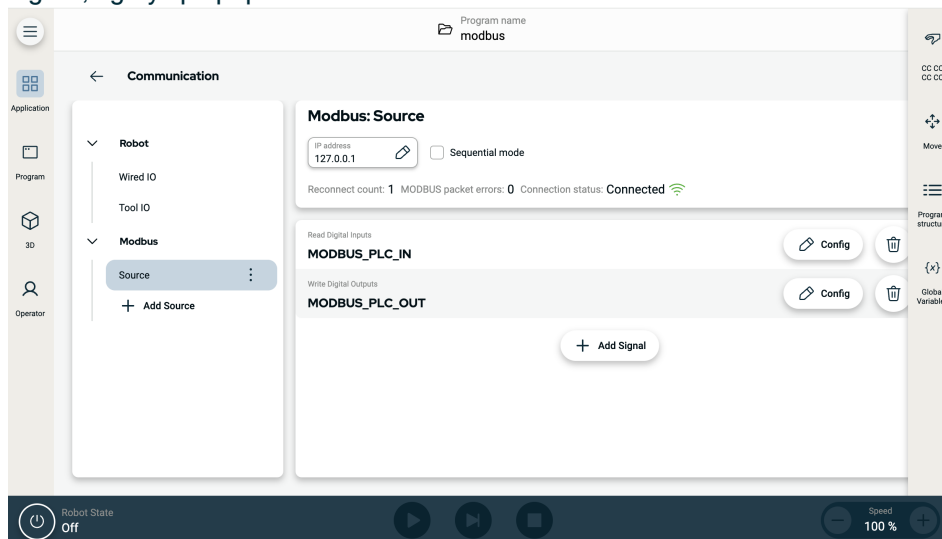 Program name
modbus
Communication
Application
Program
3D
Operator
Robot
Wired IO
Tool IO
Modbus
Source
Add Source
Modbus: Source
IP address
127.0.0.1
Sequential mode
Reconnect count: 1 MODBUS packet errors: 0 Connection status: Connected
Read Digital Inputs
MODBUS_PLC_IN
Config
Write Digital Outputs
MODBUS_PLC_OUT
Config
Add Signal
Move
{x}
Robot State
Off
Speed
100 %